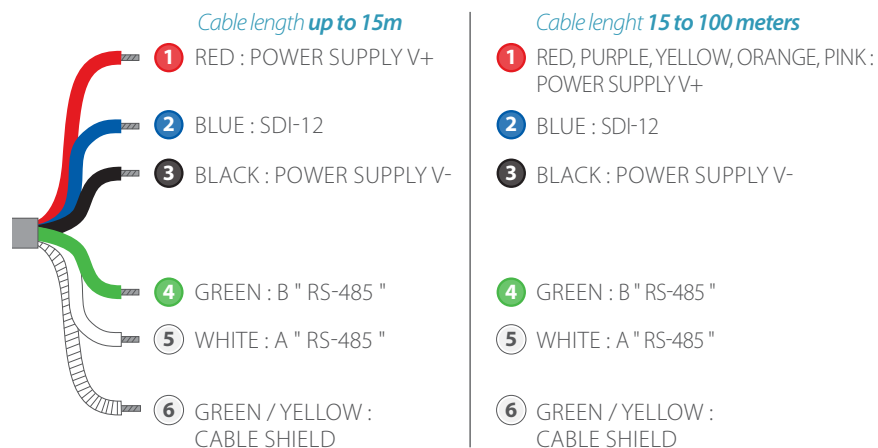 Cable length up to 15m
1 RED : POWER SUPPLY V+
2 BLUE : SDI-12
3 BLACK : POWER SUPPLY V-
4 GREEN : B " RS-485 "
5 WHITE : A " RS-485 "
6 GREEN / YELLOW :
CABLE SHIELD
Cable lenght 15 to 100 meters
1 RED, PURPLE, YELLOW, ORANGE, PINK :
POWER SUPPLY V+
2 BLUE : SDI-12
3 BLACK : POWER SUPPLY V-
4 GREEN : B " RS-485 "
5 WHITE : A " RS-485 "
6 GREEN / YELLOW :
CABLE SHIELD